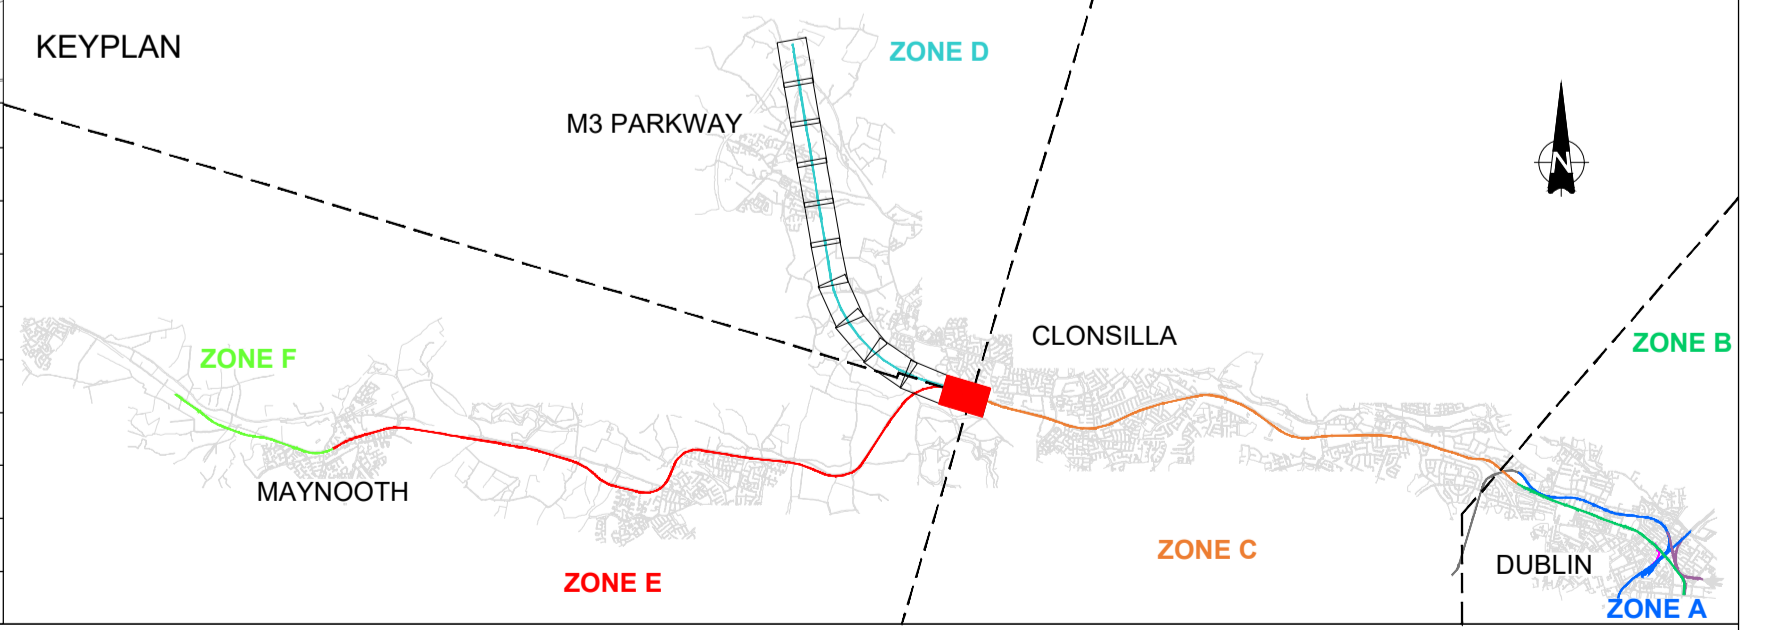 KEYPLAN
ZONE D
M3 PARKWAY
N
CLONSILLA
ZONE B
ZONE F
MAYNOOTH
ZONE C
DUBLIN
ZONE E
ZONE A